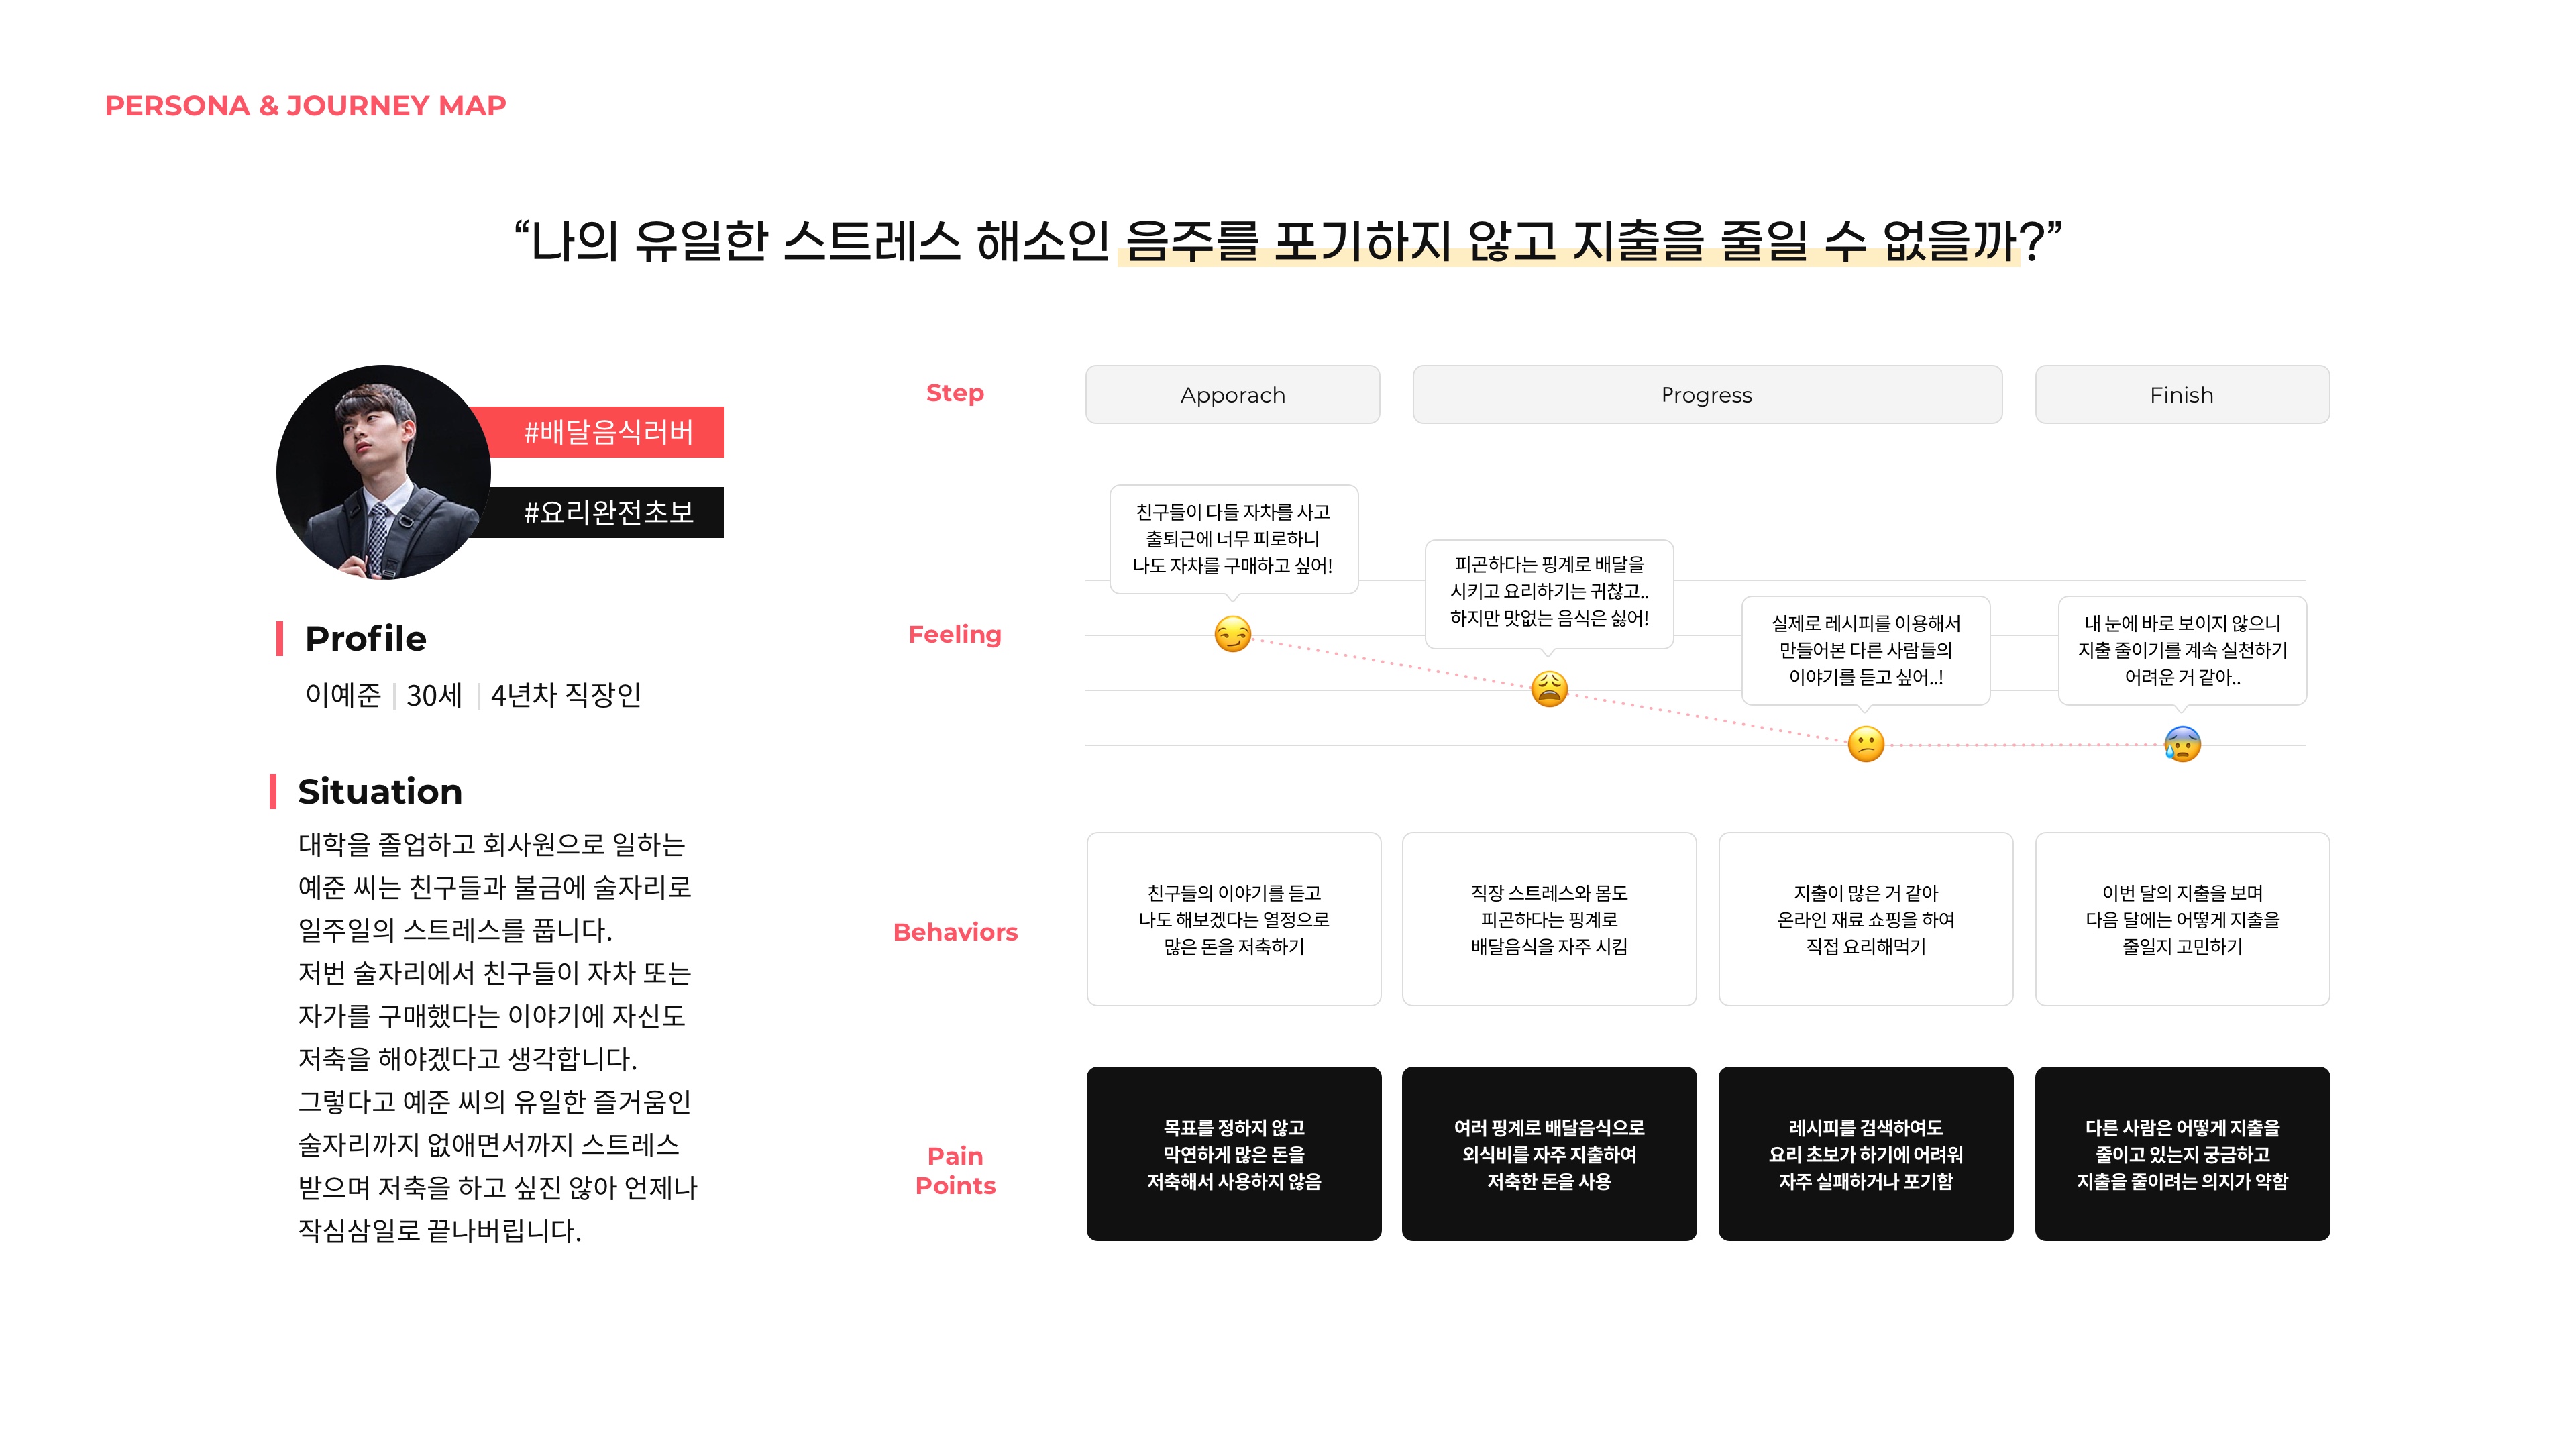 PERSONA & JOURNEY MAP
“나의 유일한 스트레스 해소인 음주를 포기하지 않고 지출을 줄일 수 없을까?”
#배달음식러버
#요리완전초보
Profile
이예준 | 30세 | 4년차 직장인
Situation
대학을 졸업하고 회사원으로 일하는
예준 씨는 친구들과 불금에 술자리로
일주일의 스트레스를 풉니다.
저번 술자리에서 친구들이 자차 또는
자가를 구매했다는 이야기에 자신도
저축을 해야겠다고 생각합니다.
그렇다고 예준 씨의 유일한 즐거움인
술자리까지 없애면서까지 스트레스
받으며 저축을 하고 싶진 않아 언제나
작심삼일로 끝나버립니다.
Step
Apporach
Progress
Finish
Feeling
친구들이 다들 자차를 사고
출퇴근에 너무 피로하니
나도 자차를 구매하고 싶어!
피곤하다는 핑계로 배달을
시키고 요리하기는 귀찮고..
하지만 맛없는 음식은 싫어!
실제로 레시피를 이용해서
만들어본 다른 사람들의
이야기를 듣고 싶어..!
내 눈에 바로 보이지 않으니
지출 줄이기를 계속 실천하기
어려운 거 같아..
Behaviors
친구들의 이야기를 듣고
나도 해보겠다는 열정으로
많은 돈을 저축하기
직장 스트레스와 몸도
피곤하다는 핑계로
배달음식을 자주 시킴
지출이 많은 거 같아
온라인 재료 쇼핑을 하여
직접 요리해먹기
이번 달의 지출을 보며
다음 달에는 어떻게 지출을
줄일지 고민하기
Pain
Points
목표를 정하지 않고
막연하게 많은 돈을
저축해서 사용하지 않음
여러 핑계로 배달음식으로
외식비를 자주 지출하여
저축한 돈을 사용
레시피를 검색하여도
요리 초보가 하기에 어려워
자주 실패하거나 포기함
다른 사람은 어떻게 지출을
줄이고 있는지 궁금하고
지출을 줄이려는 의지가 약함